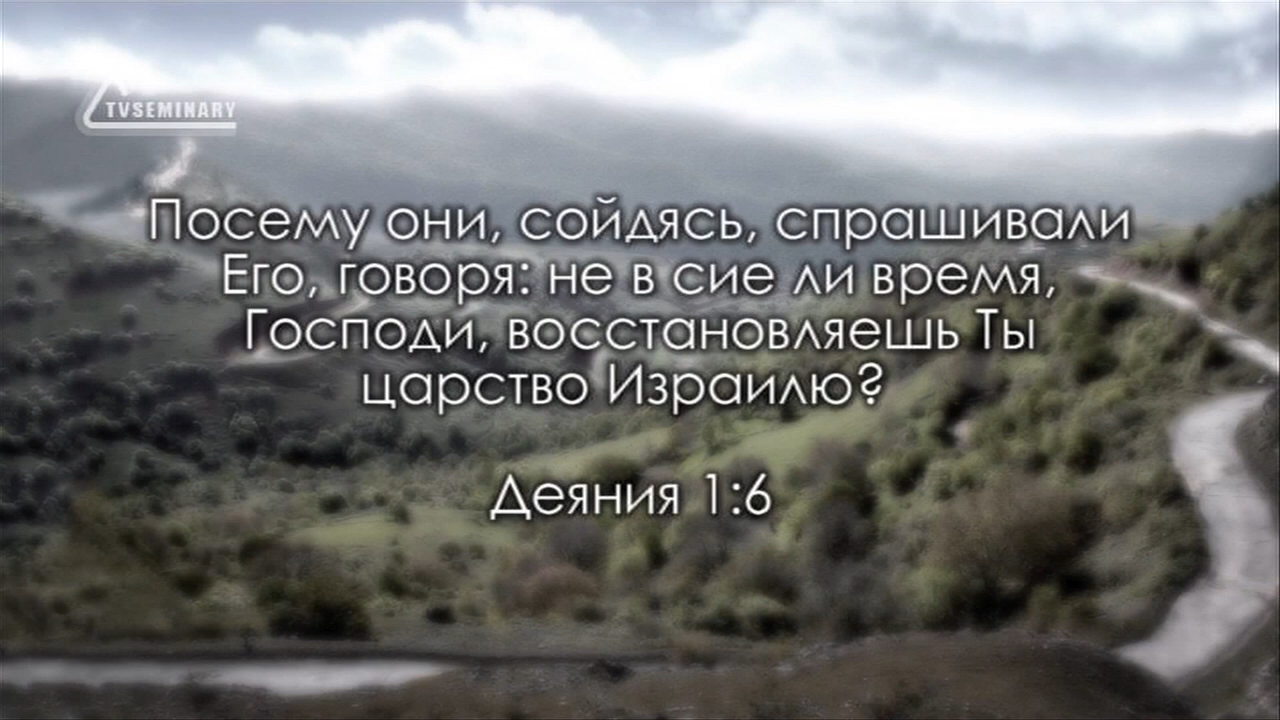 TVSEMINARY
Посему они, сойдясь, спрашивали
Его, говоря: не в сие ли время,
Господи, восстановляешь Ты
царство Израилю?
Деяния 1:6